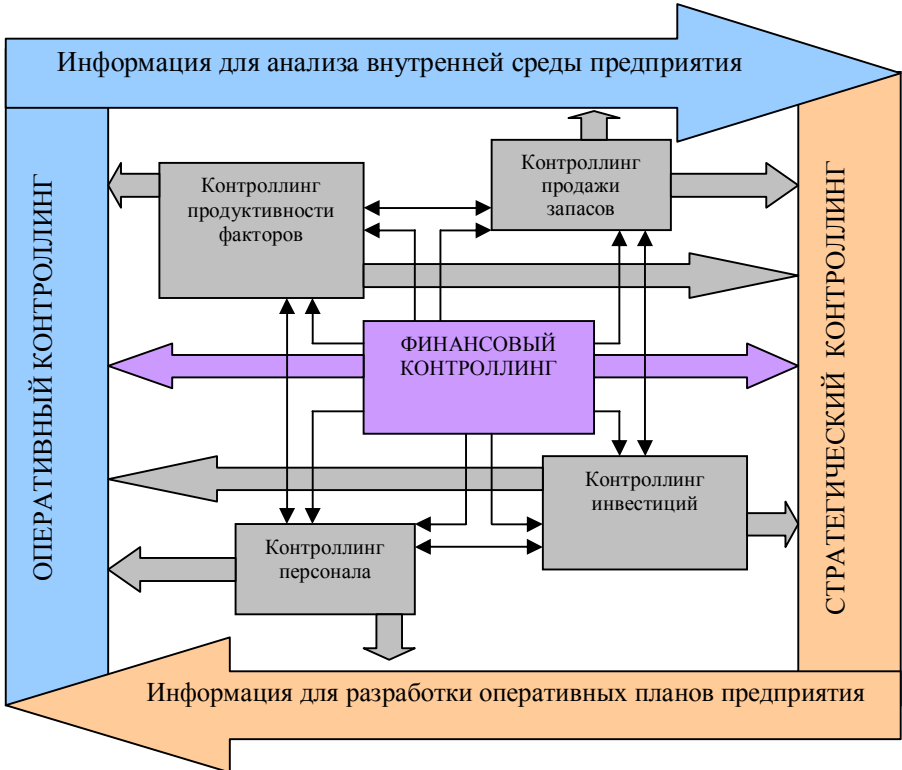 Информация для анализа внутренней среды предприятия
ОПЕРАТИВНЫЙ КОНТРОЛЛИНГ
Контроллинг
продуктивности
факторов
Контроллинг
продажи
запасов
ФИНАНСОВЫЙ
КОНТРОЛЛИНГ
Контроллинг
инвестиций
Контроллинг
персонала
СТРАТЕГИЧЕСКИЙ КОНТРОЛЛИНГ
Информация для разработки оперативных планов предприятия